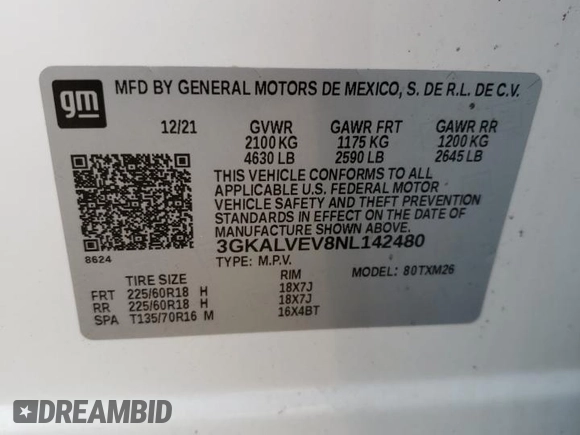 gm
MFD BY GENERAL MOTORS DE MEXICO, S. DE R.L. DE C.V.
12/21 GVWR GAWR FRT GAWR RR
2100 KG 1175 KG 1200 KG
4630 LB 2590 LB 2645 LB
THIS VEHICLE CONFORMS TO ALL
APPLICABLE U.S. FEDERAL MOTOR
VEHICLE SAFETY AND THEFT PREVENTION
STANDARDS IN EFFECT ON THE DATE OF
MANUFACTURE SHOWN ABOVE.
3GKALVEV8NL142480
8624
TYPE: M.P.V. MODEL: 80TXM26
TIRE SIZE RIM
FRT 225/60R18 H 18X7J
RR 225/60R18 H 18X7J
SPA T135/70R16 M 16X4BT
DREAMBID